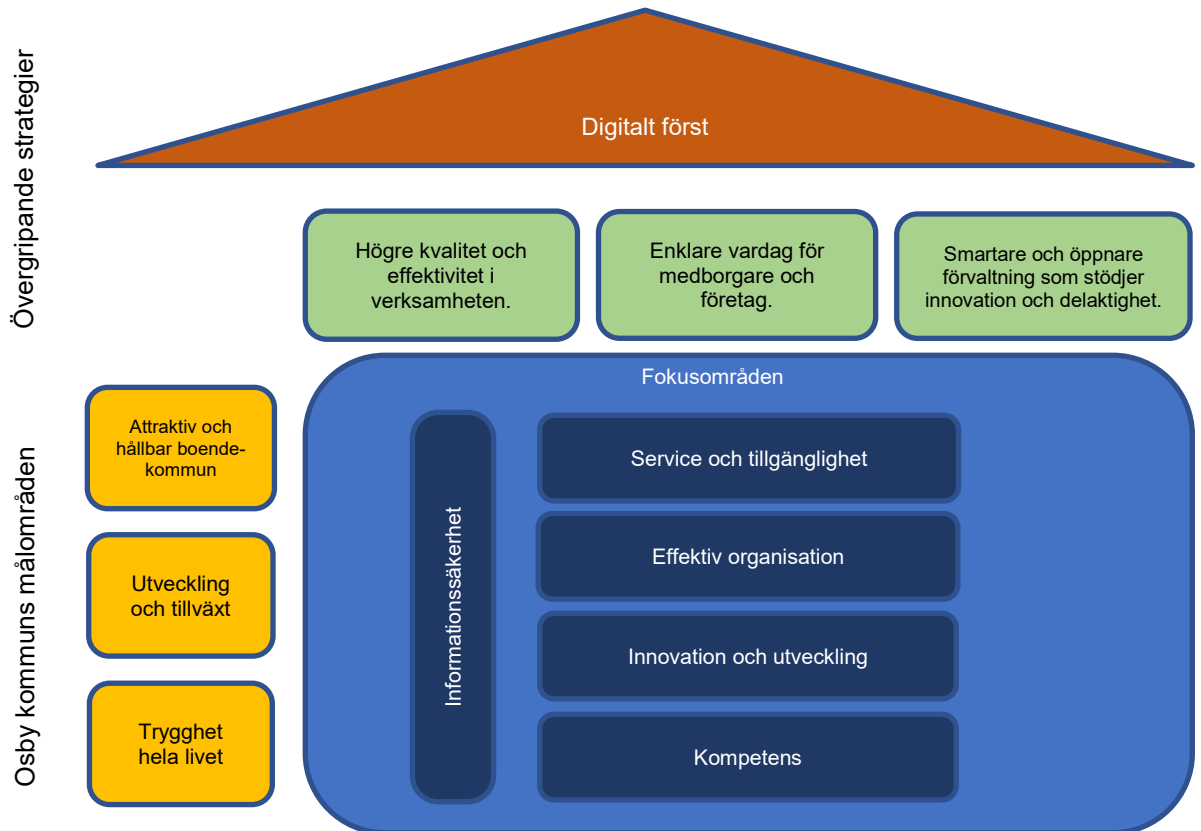 Övergripande strategier
Digitalt först
Högre kvalitet och
effektivitet i
verksamheten.
Enklare vardag för
medborgare och
företag.
Smartare och öppnare
förvaltning som stödjer
innovation och delaktighet.
Osby kommuns målområden
Attraktiv och
hållbar boende-
kommun
Utveckling
och tillväxt
Trygghet
hela livet
Fokusområden
Informationssäkerhet
Service och tillgänglighet
Effektiv organisation
Innovation och utveckling
Kompetens